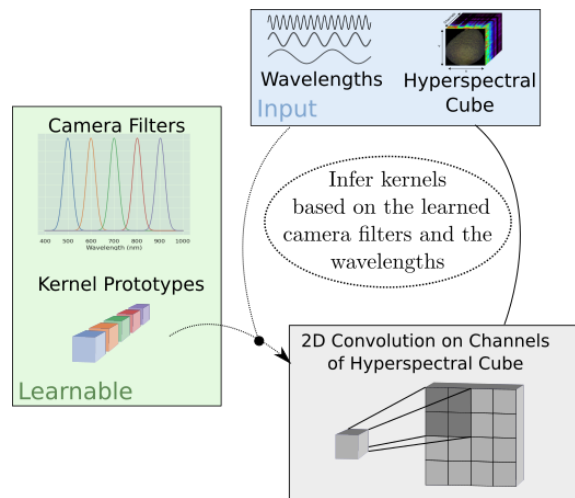 Wavelengths
Hyperspectral
Cube
Input
Camera Filters
400 500 600 700 800 900 1000
Wavelength (nm)
Kernel Prototypes
Learnable
Infer kernels
based on the learned
camera filters and the
wavelengths
2D Convolution on Channels
of Hyperspectral Cube